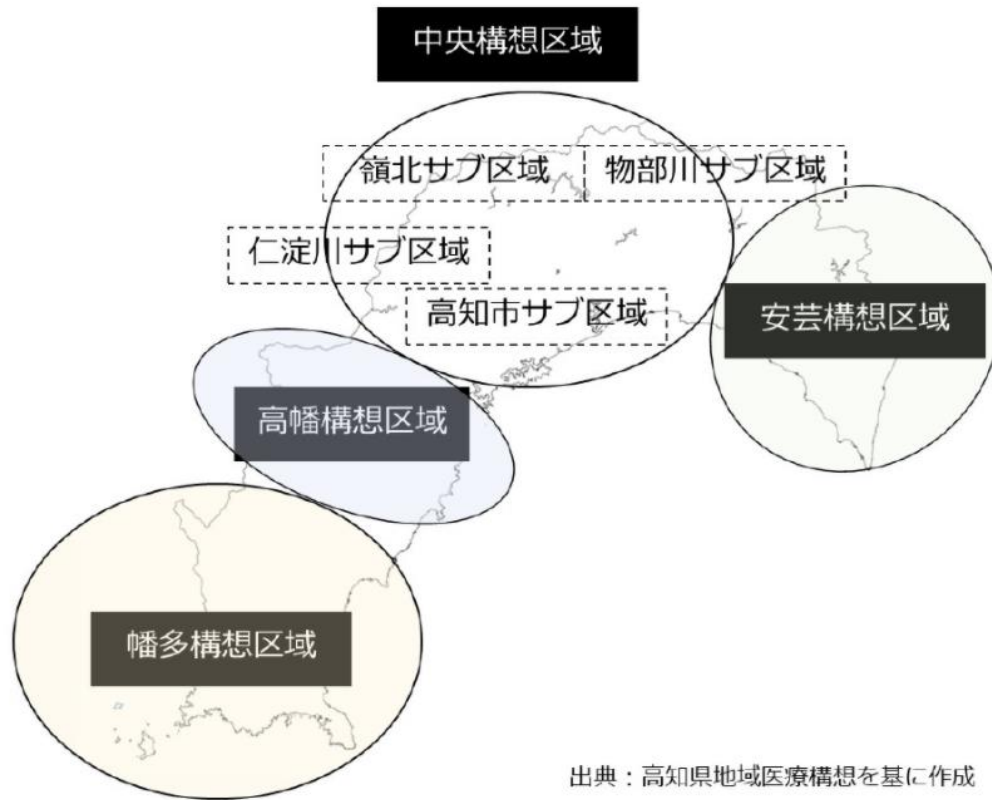 中央構想区域
嶺北サブ区域
物部川サブ区域
仁淀川サブ区域
高知市サブ区域
安芸構想区域
高幡構想区域
幡多構想区域
出典：高知県地域医療構想を基に作成